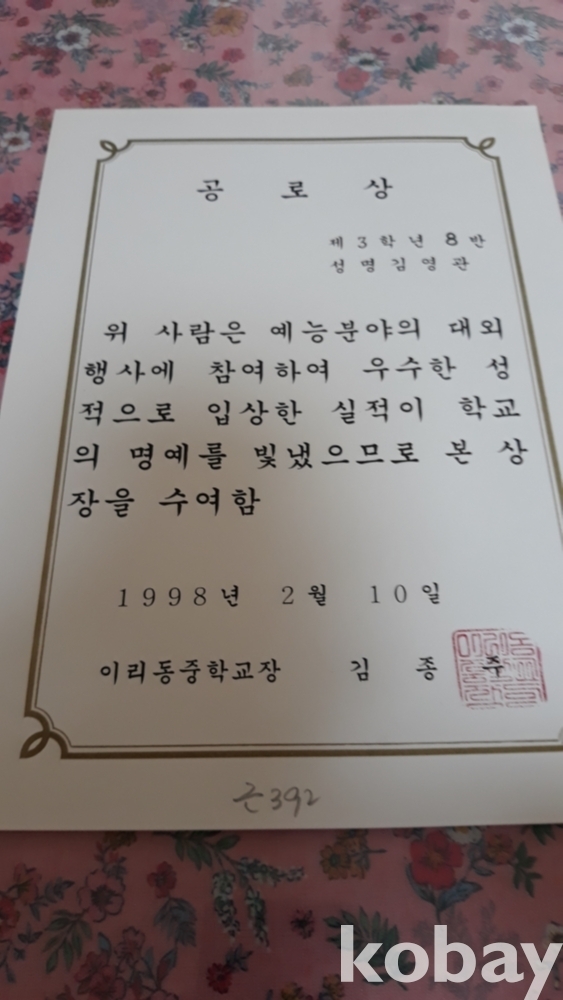 공 로 상
제 3 학 년 8 반
성 명 김 영 관
위 사람은 예능분야의 대외
행사에 참여하여 우수한 성
적으로 입상한 실적이 학교
의 명예를 빛냈으므로 본 상
장을 수여함
1998년 2월 10일
이리동중학교장 김 종 주
근392
kobay